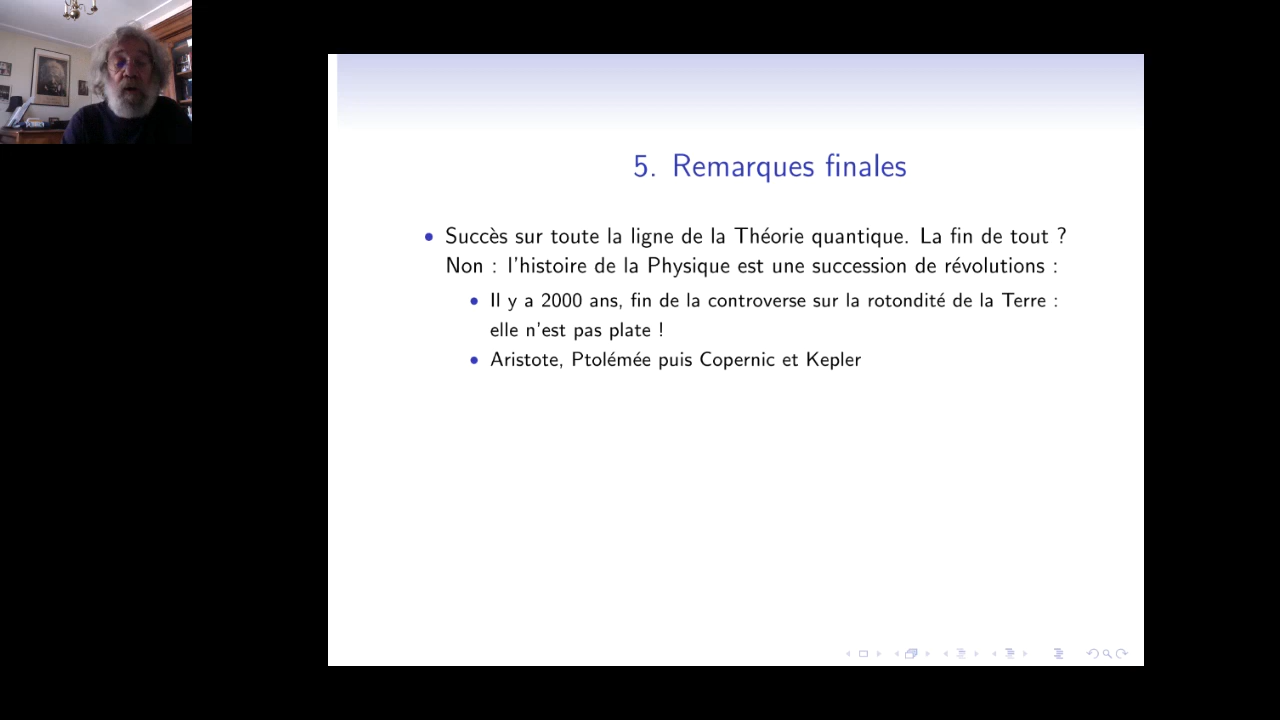 5. Remarques finales
• Succès sur toute la ligne de la Théorie quantique. La fin de tout ?
Non : l'histoire de la Physique est une succession de révolutions :
• Il y a 2000 ans, fin de la controverse sur la rotondité de la Terre :
elle n'est pas plate !
• Aristote, Ptolémée puis Copernic et Kepler